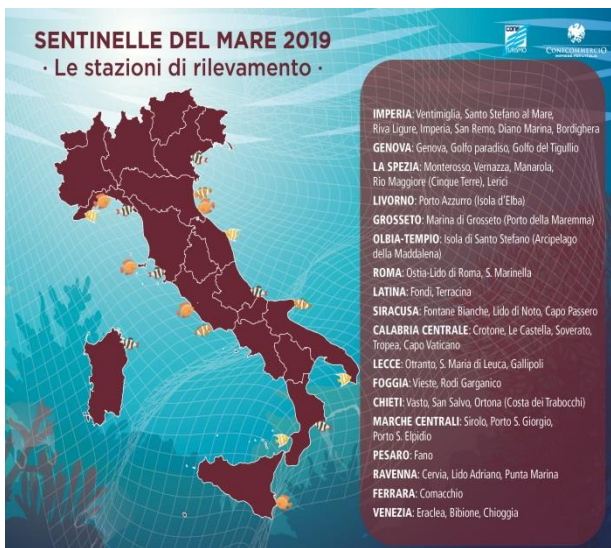 SENTINELLE DEL MARE 2019
· Le stazioni di rilevamento ·
CONF
TURISMO
CONFCOMMERCIO
IMPRESE PER L'ITALIA
IMPERIA: Ventimiglia, Santo Stefano al Mare,
Riva Ligure, Imperia, San Remo, Diano Marina, Bordighera
GENOVA: Genova, Golfo paradiso, Golfo del Tigullio
LA SPEZIA: Monterosso, Vernazza, Manarola,
Rio Maggiore (Cinque Terre), Lerici
LIVORNO: Porto Azzurro (Isola d'Elba)
GROSSETO: Marina di Grosseto (Porto della Maremma)
OLBIA-TEMPIO: Isola di Santo Stefano (Arcipelago
della Maddalena)
ROMA: Ostia-Lido di Roma, S. Marinella
LATINA: Fondi, Terracina
SIRACUSA: Fontane Bianche, Lido di Noto, Capo Passero
CALABRIA CENTRALE: Crotone, Le Castella, Soverato,
Tropea, Capo Vaticano
LECCE: Otranto, S. Maria di Leuca, Gallipoli
FOGGIA: Vieste, Rodi Garganico
CHIETI: Vasto, San Salvo, Ortona (Costa dei Trabocchi)
MARCHE CENTRALI: Sirolo, Porto S. Giorgio,
Porto S. Elpidio
PESARO: Fano
RAVENNA: Cervia, Lido Adriano, Punta Marina
FERRARA: Comacchio
VENEZIA: Eraclea, Bibione, Chioggia